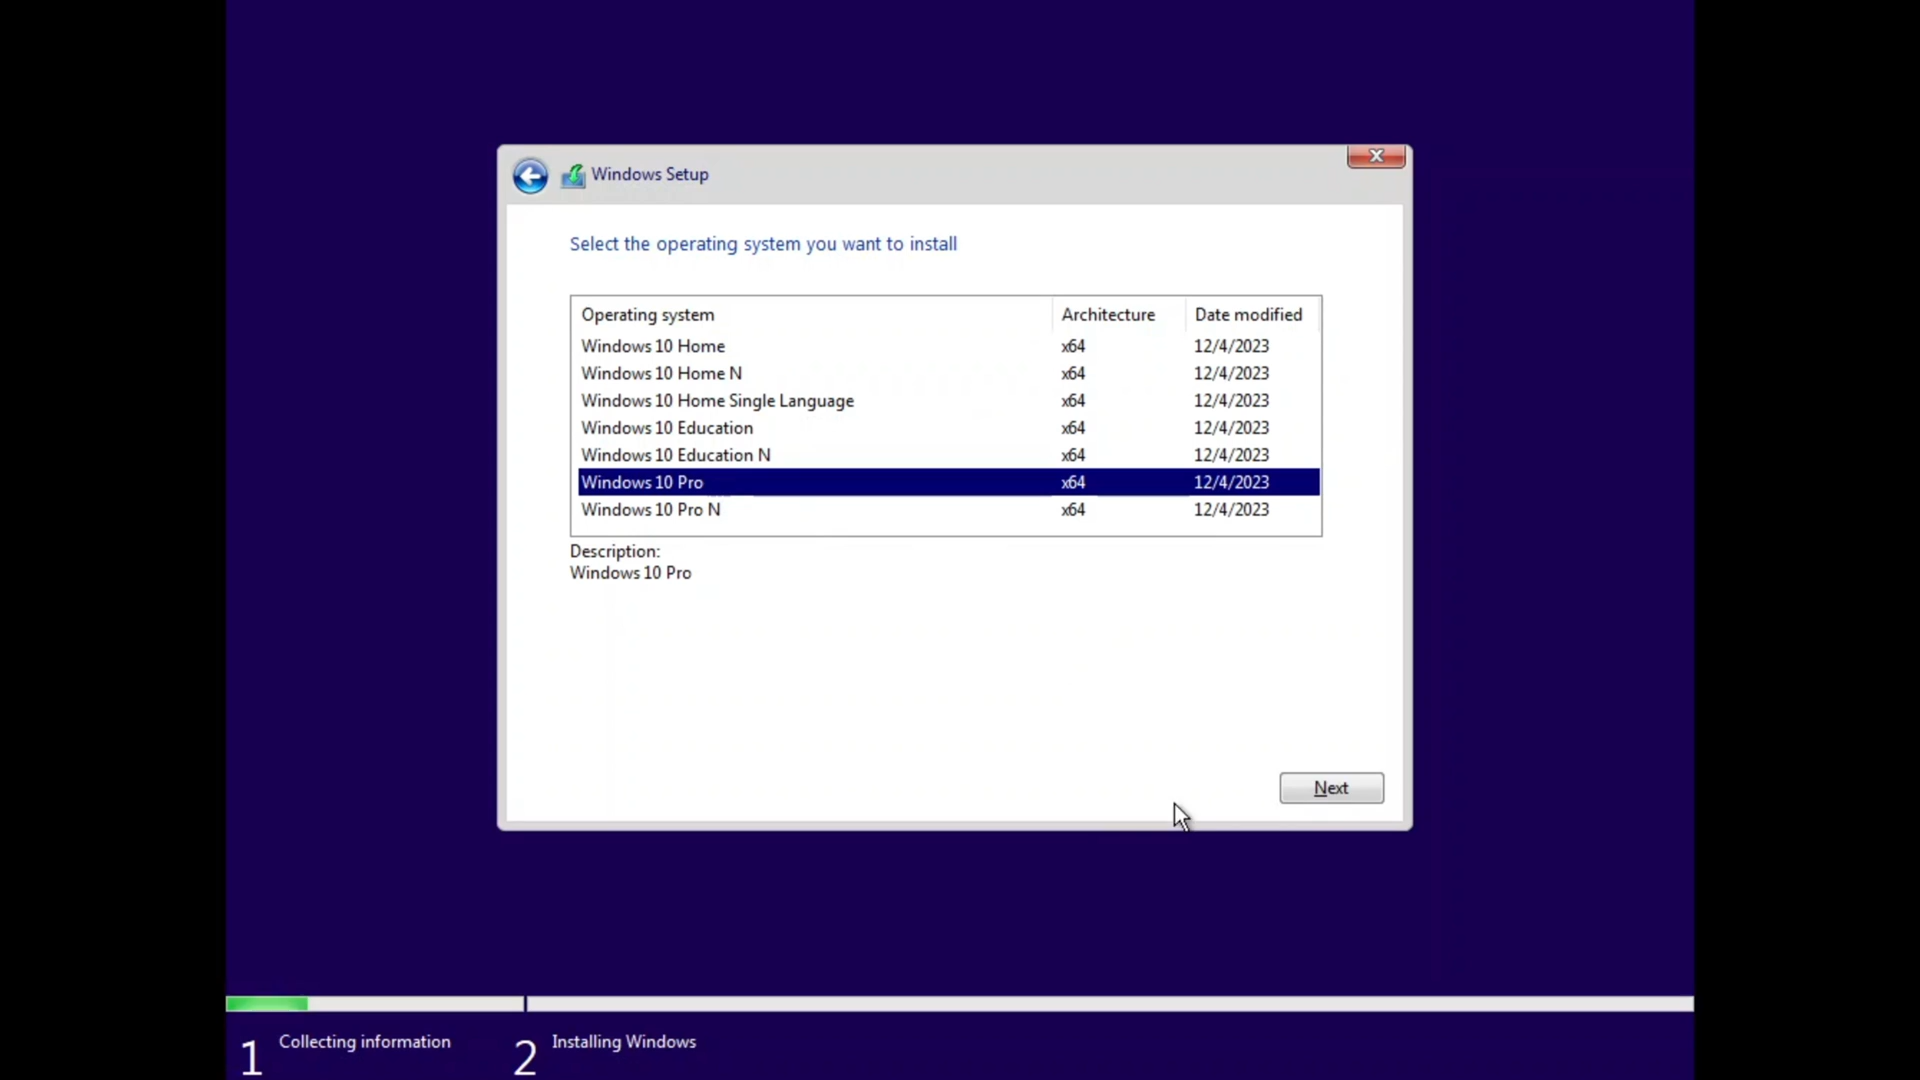 Windows Setup
Select the operating system you want to install
Operating system Architecture Date modified
Windows 10 Home x64 12/4/2023
Windows 10 Home N x64 12/4/2023
Windows 10 Home Single Language x64 12/4/2023
Windows 10 Education x64 12/4/2023
Windows 10 Education N x64 12/4/2023
Windows 10 Pro x64 12/4/2023
Windows 10 Pro N x64 12/4/2023
Description:
Windows 10 Pro
Next
1 Collecting information 2 Installing Windows